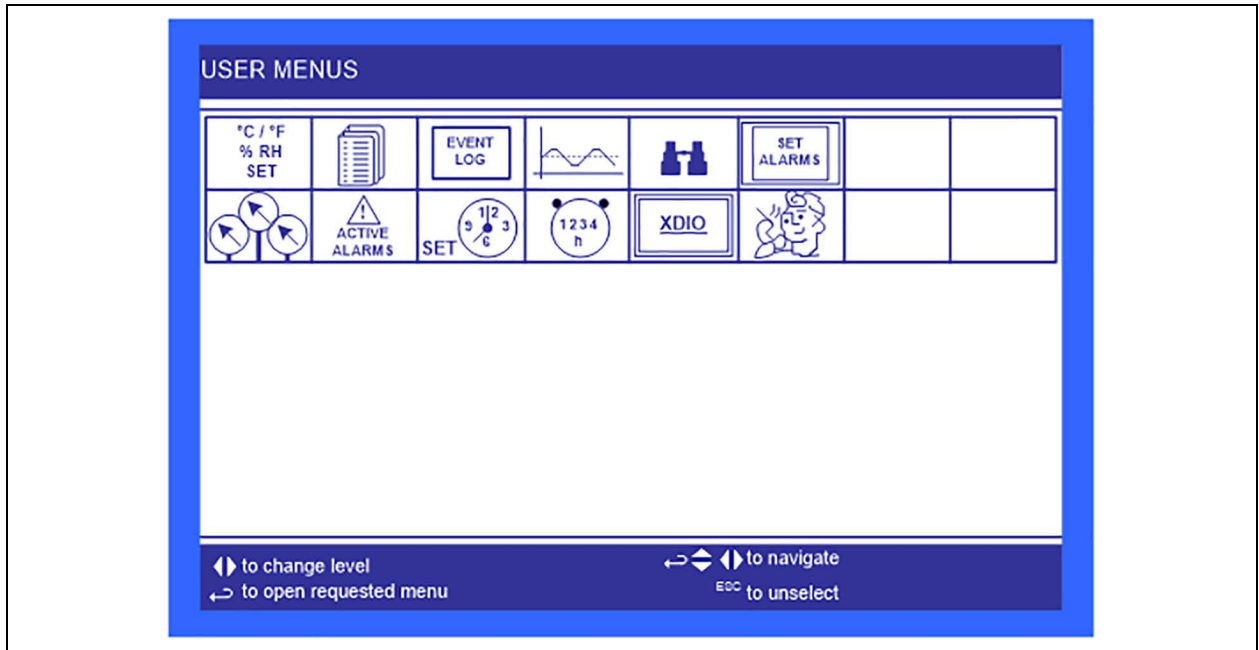 USER MENUS
°C / °F
% RH
SET
EVENT
LOG
SET
ALARMS
ACTIVE
ALARMS
SET
12
9 3
6
1234
h
XDIO
to change level
to navigate
to open requested menu
ESC to unselect